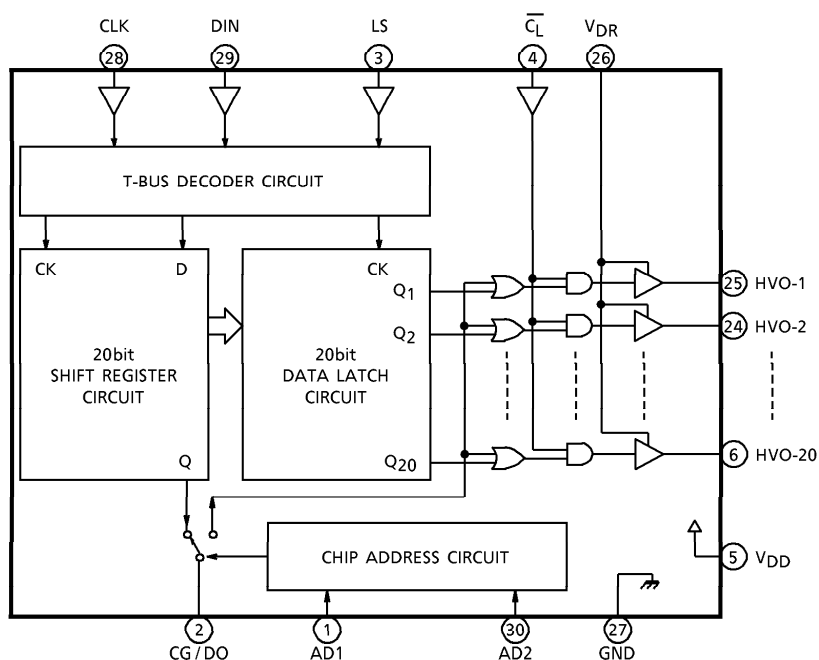 CLK DIN LS C̅L̅ VDR
28 29 3 4 26
T-BUS DECODER CIRCUIT
CK D CK
Q1 25 HVO-1
Q2 24 HVO-2
20bit
SHIFT REGISTER
CIRCUIT
20bit
DATA LATCH
CIRCUIT
Q Q20 6 HVO-20
CHIP ADDRESS CIRCUIT
5 VDD
2 1 30 27
CG/DO AD1 AD2 GND